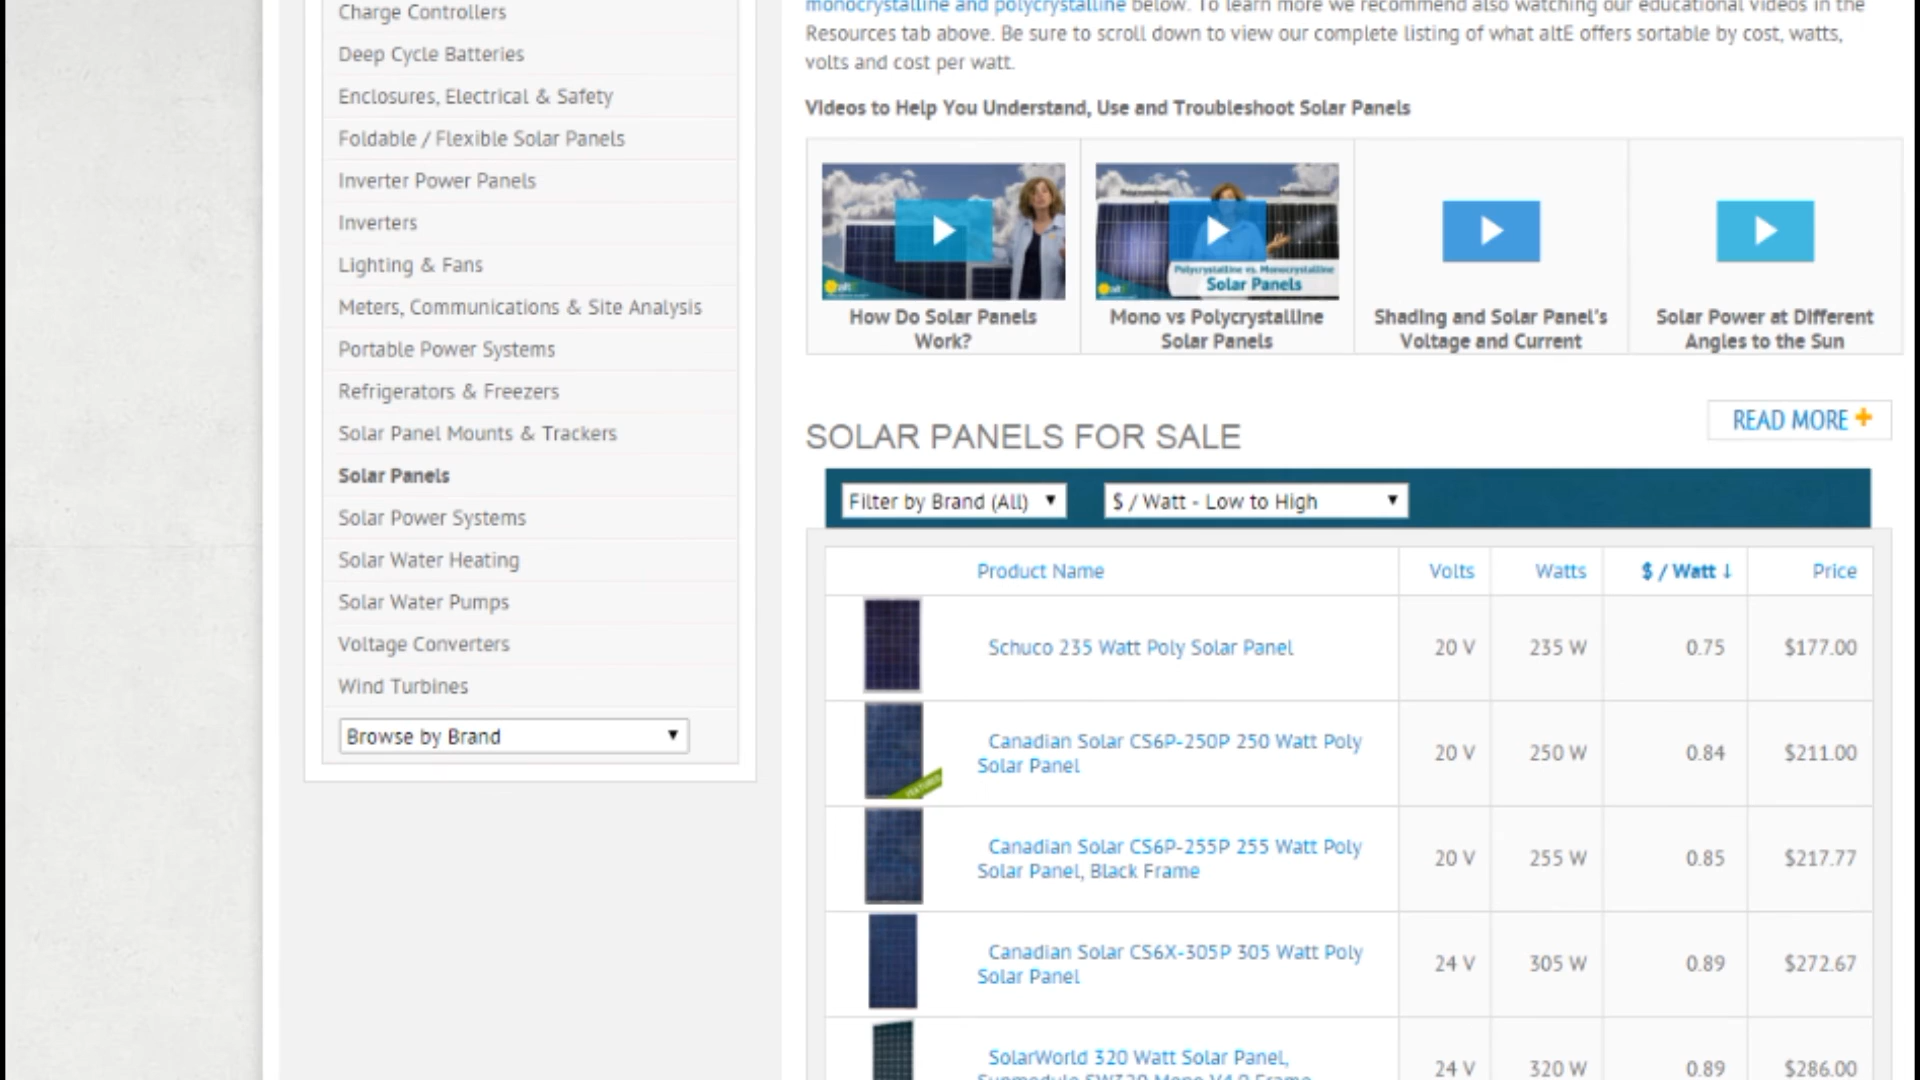 Charge Controllers
Deep Cycle Batteries
Enclosures, Electrical & Safety
Foldable / Flexible Solar Panels
Inverter Power Panels
Inverters
Lighting & Fans
Meters, Communications & Site Analysis
Portable Power Systems
Refrigerators & Freezers
Solar Panel Mounts & Trackers
Solar Panels
Solar Power Systems
Solar Water Heating
Solar Water Pumps
Voltage Converters
Wind Turbines
Browse by Brand
monocrystalline and polycrystalline below. To learn more we recommend also watching our educational videos in the
Resources tab above. Be sure to scroll down to view our complete listing of what altE offers sortable by cost, watts,
volts and cost per watt.
Videos to Help You Understand, Use and Troubleshoot Solar Panels
altE
How Do Solar Panels
Work?
Polycrystalline vs. Monocrystalline
Solar Panels
Mono vs Polycrystalline
Solar Panels
Shading and Solar Panel's
Voltage and Current
Solar Power at Different
Angles to the Sun
READ MORE +
SOLAR PANELS FOR SALE
Filter by Brand (All) $ / Watt - Low to High
Product Name Volts Watts $ / Watt ↓ Price
Schuco 235 Watt Poly Solar Panel 20 V 235 W 0.75 $177.00
Canadian Solar CS6P-250P 250 Watt Poly
Solar Panel 20 V 250 W 0.84 $211.00
FEATURED
Canadian Solar CS6P-255P 255 Watt Poly
Solar Panel, Black Frame 20 V 255 W 0.85 $217.77
Canadian Solar CS6X-305P 305 Watt Poly
Solar Panel 24 V 305 W 0.89 $272.67
SolarWorld 320 Watt Solar Panel,
24 V 320 W 0.89 $286.00